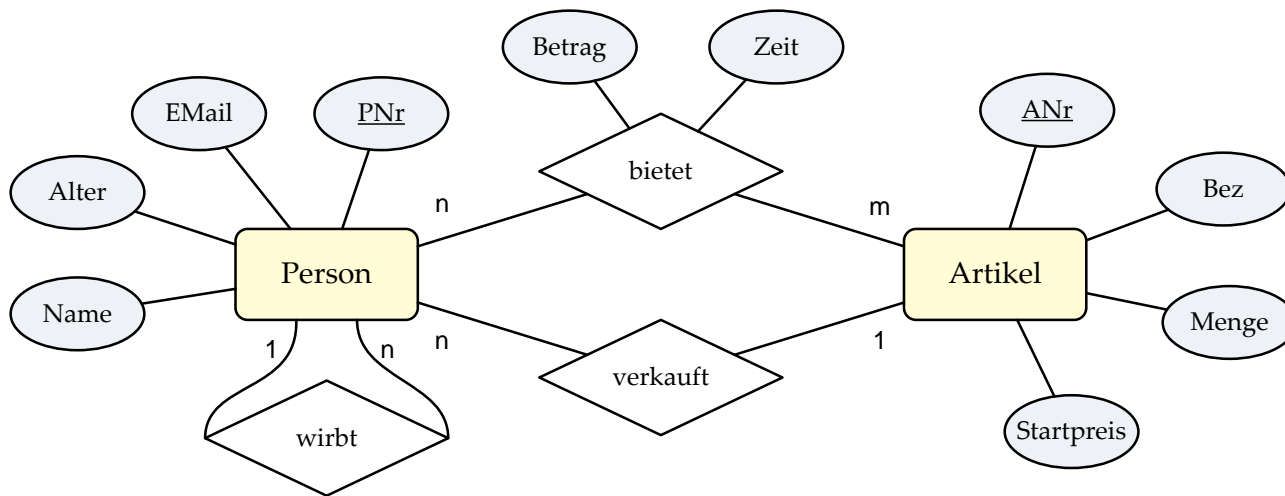 Betrag
Zeit
EMail
PNr
ANr
Alter
bietet
Bez
n
m
Person
Artikel
Name
Menge
1
n
n
1
verkauft
wirbt
Startpreis